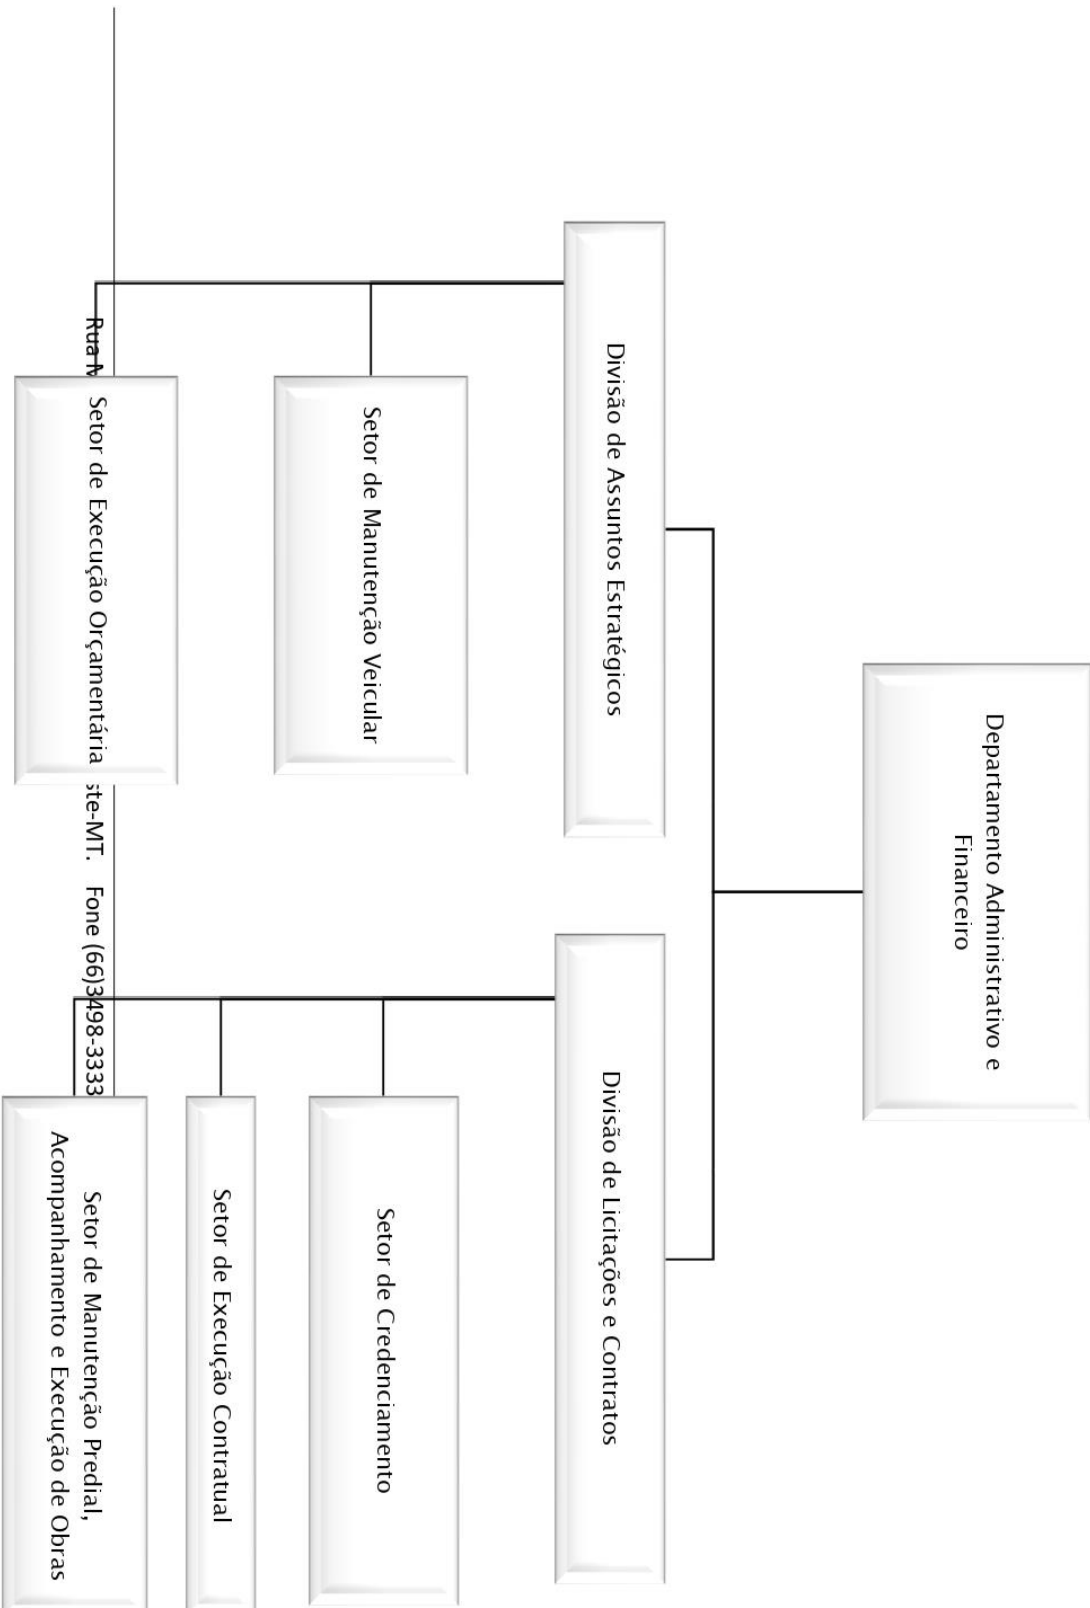 Departamento Administrativo e
Financeiro
Divisão de Assuntos Estratégicos
Divisão de Licitações e Contratos
Setor de Manutenção Veicular
Setor de Credenciamento
Setor de Execução Contratual
Setor de Execução Orçamentária
Setor de Manutenção Predial,
Acompanhamento e Execução de Obras
Rua ste-MT. Fone (66)3498-3333